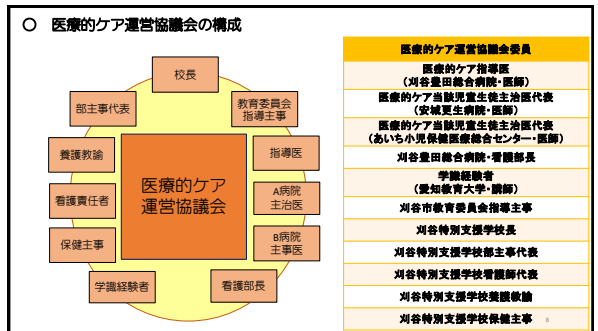 ○ 医療的ケア運営協議会の構成
校長
部主事代表
教育委員会
指導主事
養護教諭
指導医
看護責任者
A病院
主治医
保健主事
B病院
主事医
学識経験者
看護部長
医療的ケア
運営協議会
医療的ケア運営協議会委員
医療的ケア指導医
(刈谷豊田総合病院・医師)
医療的ケア当該児童生徒主治医代表
(安城更生病院・医師)
医療的ケア当該児童生徒主治医代表
(あいち小児保健医療総合センター・医師)
刈谷豊田総合病院・看護部長
学識経験者
(愛知教育大学・講師)
刈谷市教育委員会指導主事
刈谷特別支援学校長
刈谷特別支援学校部主事代表
刈谷特別支援学校看護師代表
刈谷特別支援学校養護教諭
刈谷特別支援学校保健主事
8